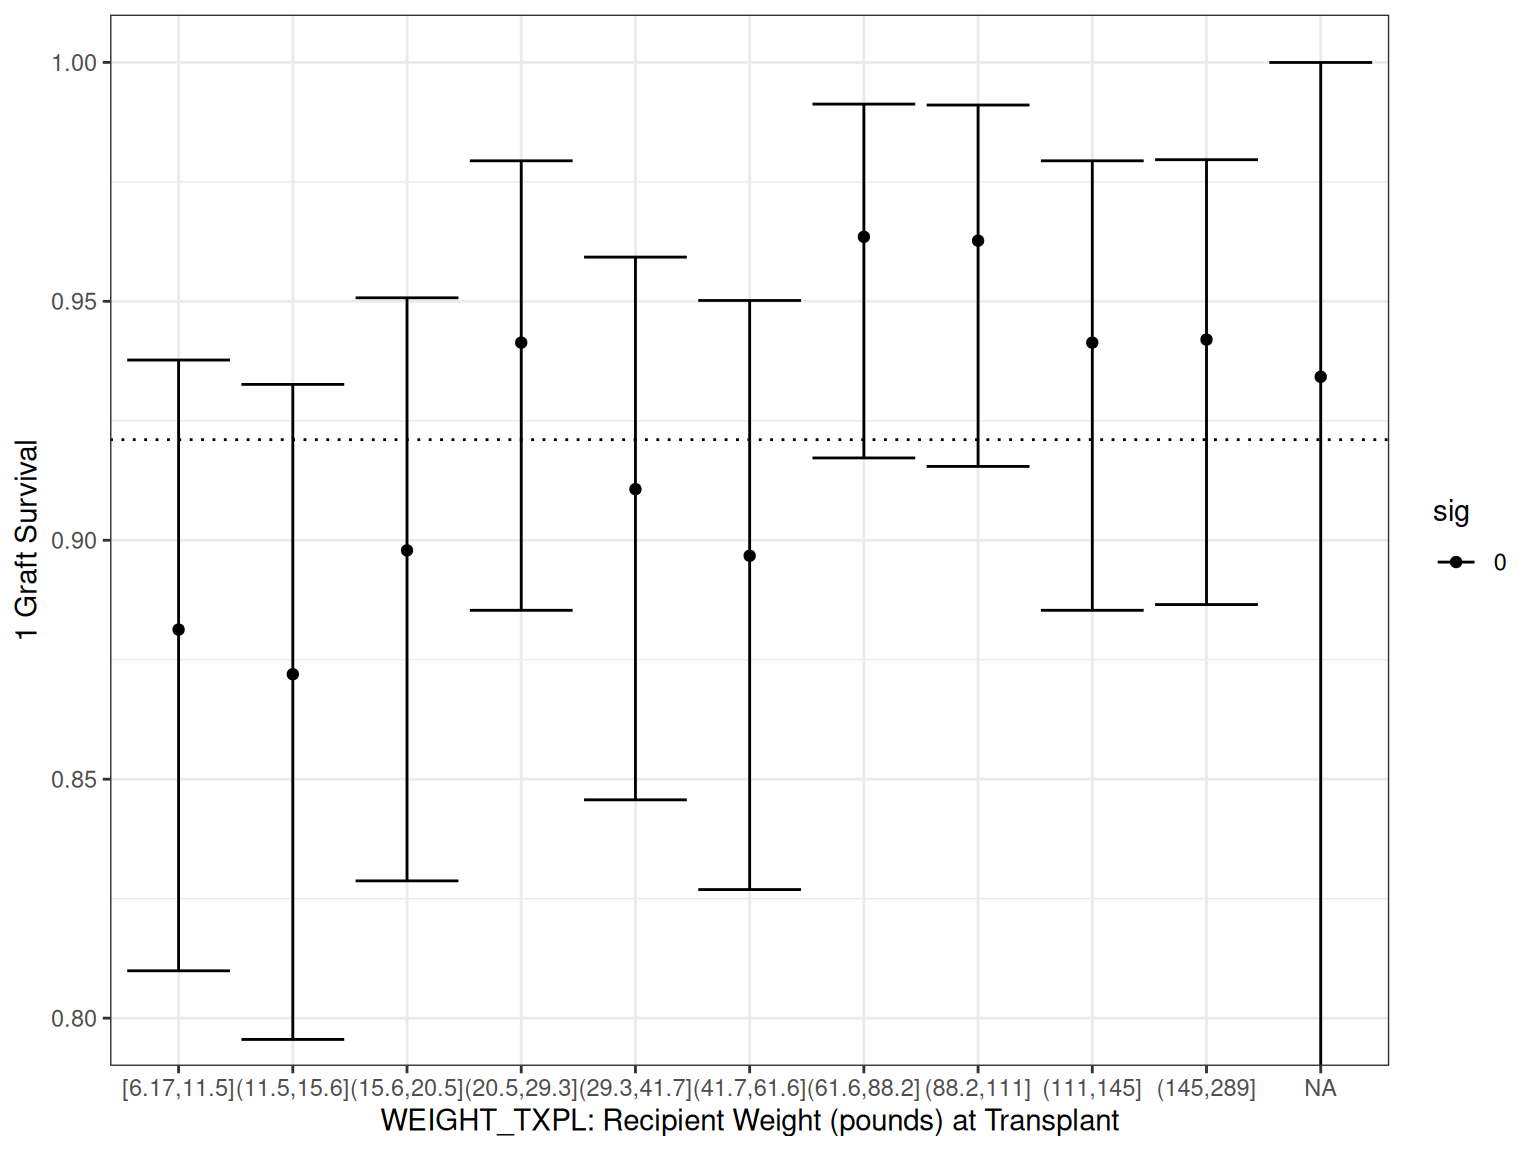 1.00
0.95
0.90
0.85
0.80
1 Graft Survival
[6.17,11.5] (11.5,15.6] (15.6,20.5] (20.5,29.3] (29.3,41.7] (41.7,61.6] (61.6,88.2] (88.2,111] (111,145] (145,289] NA
WEIGHT_TXPL: Recipient Weight (pounds) at Transplant
sig
0